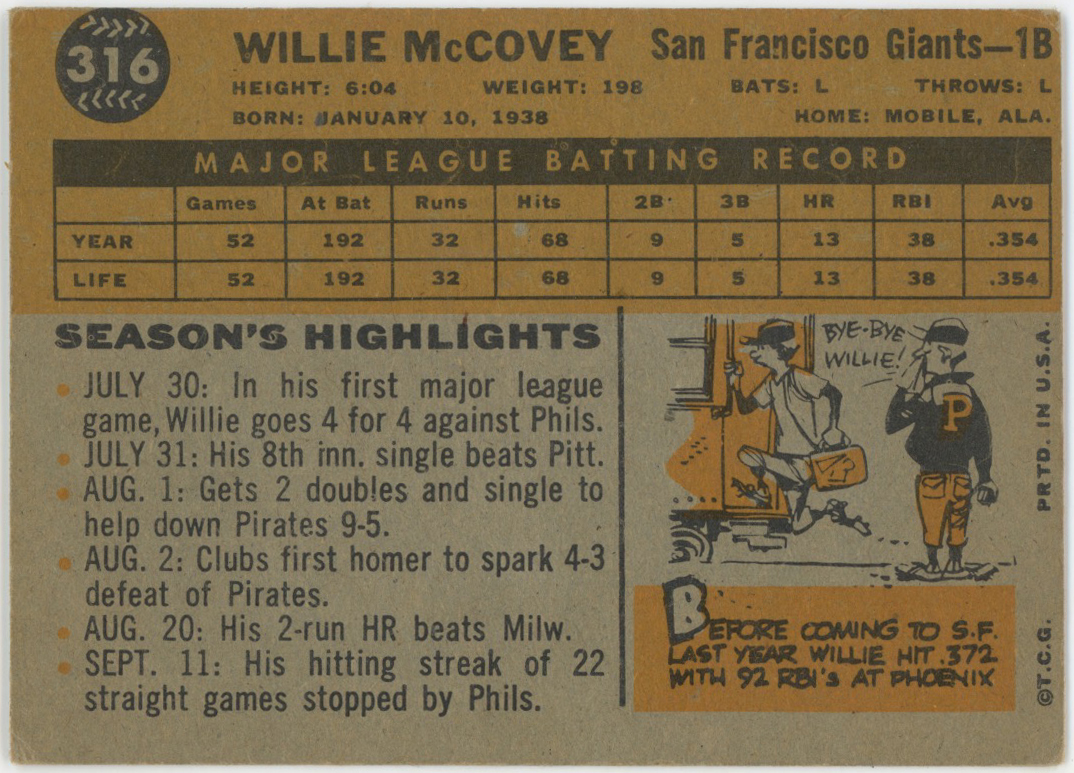 316
WILLIE McCOVEY San Francisco Giants—1B
HEIGHT: 6:04 WEIGHT: 198 BATS: L THROWS: L
BORN: JANUARY 10, 1938 HOME: MOBILE, ALA.
MAJOR LEAGUE BATTING RECORD
Games At Bat Runs Hits 2B 3B HR RBI Avg
YEAR 52 192 32 68 9 5 13 38 .354
LIFE 52 192 32 68 9 5 13 38 .354
SEASON'S HIGHLIGHTS
• JULY 30: In his first major league
game, Willie goes 4 for 4 against Phils.
• JULY 31: His 8th inn. single beats Pitt.
• AUG. 1: Gets 2 doubles and single to
help down Pirates 9-5.
• AUG. 2: Clubs first homer to spark 4-3
defeat of Pirates.
• AUG. 20: His 2-run HR beats Milw.
• SEPT. 11: His hitting streak of 22
straight games stopped by Phils.
BYE-BYE
WILLIE!
P
BEFORE COMING TO S.F.
LAST YEAR WILLIE HIT .372
WITH 92 RBI's AT PHOENIX
©T.C.G. PRTD. IN U.S.A.